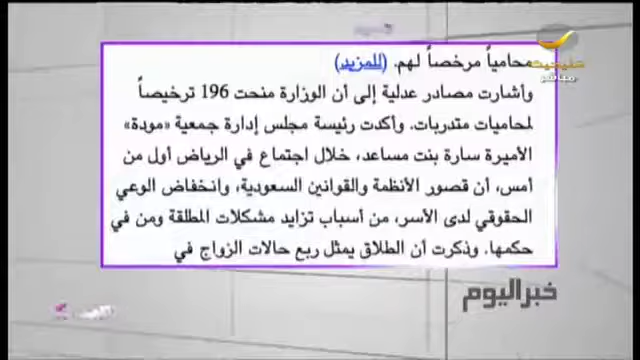 محامياً مرخصاً لهم. (للمزيد)
وأشارت مصادر عدلية إلى أن الوزارة منحت 196 ترخيصاً
لمحاميات متدربات. وأكدت رئيسة مجلس إدارة جمعية «مودة»
الأميرة سارة بنت مساعد، خلال اجتماع في الرياض أول من
أمس، أن قصور الأنظمة والقوانين السعودية، وانخفاض الوعي
الحقوقي لدى الأسر، من أسباب تزايد مشكلات المطلقة ومن في
حكمها. وذكرت أن الطلاق يمثل ربع حالات الزواج في
خبر اليوم
خليجية
مباشر